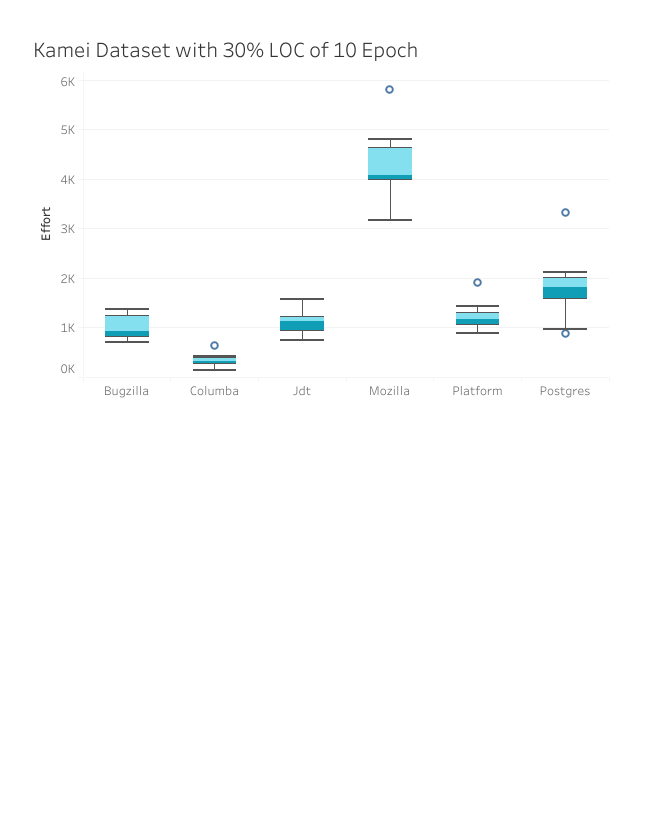 Kamei Dataset with 30% LOC of 10 Epoch
6K
5K
4K
3K
2K
1K
0K
Effort
Bugzilla Columba Jdt Mozilla Platform Postgres